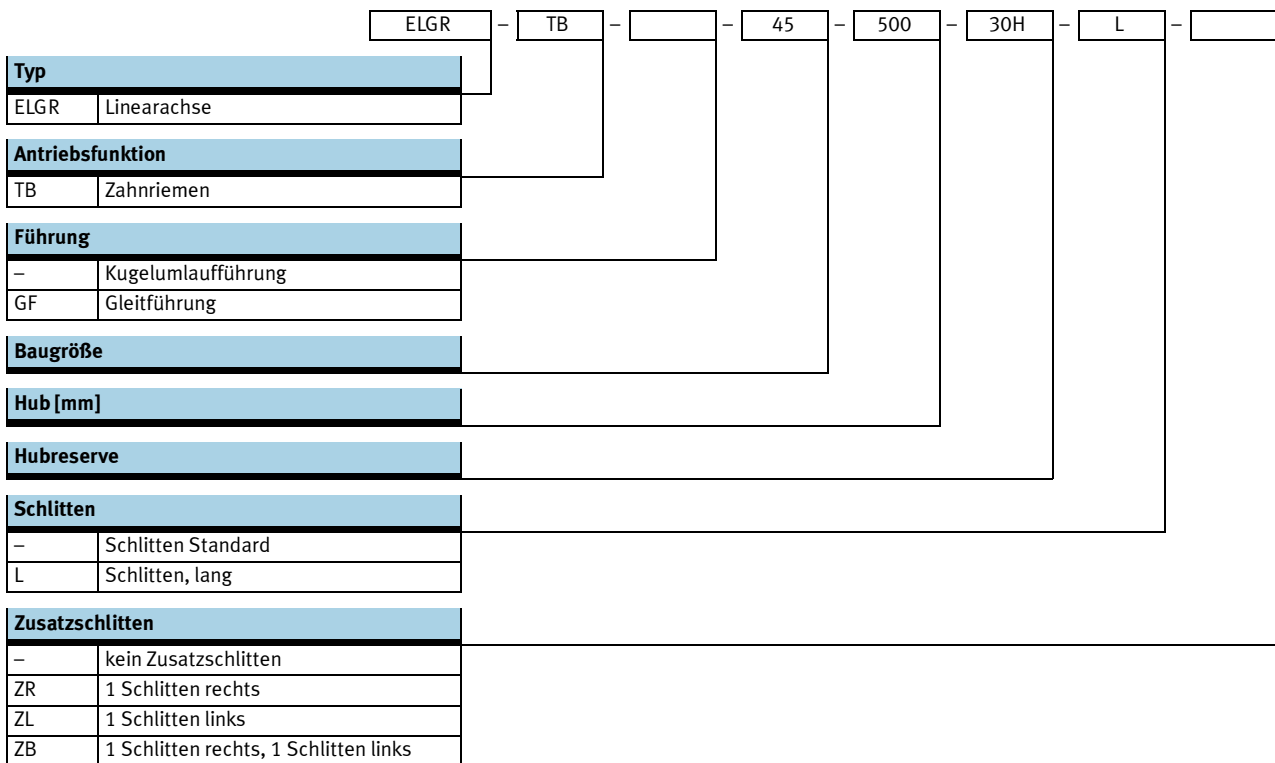 ELGR – TB – – 45 – 500 – 30H – L –
Typ
ELGR Linearachse
Antriebsfunktion
TB Zahnriemen
Führung
– Kugelumlaufführung
GF Gleitführung
Baugröße
Hub [mm]
Hubreserve
Schlitten
– Schlitten Standard
L Schlitten, lang
Zusatzschlitten
– kein Zusatzschlitten
ZR 1 Schlitten rechts
ZL 1 Schlitten links
ZB 1 Schlitten rechts, 1 Schlitten links